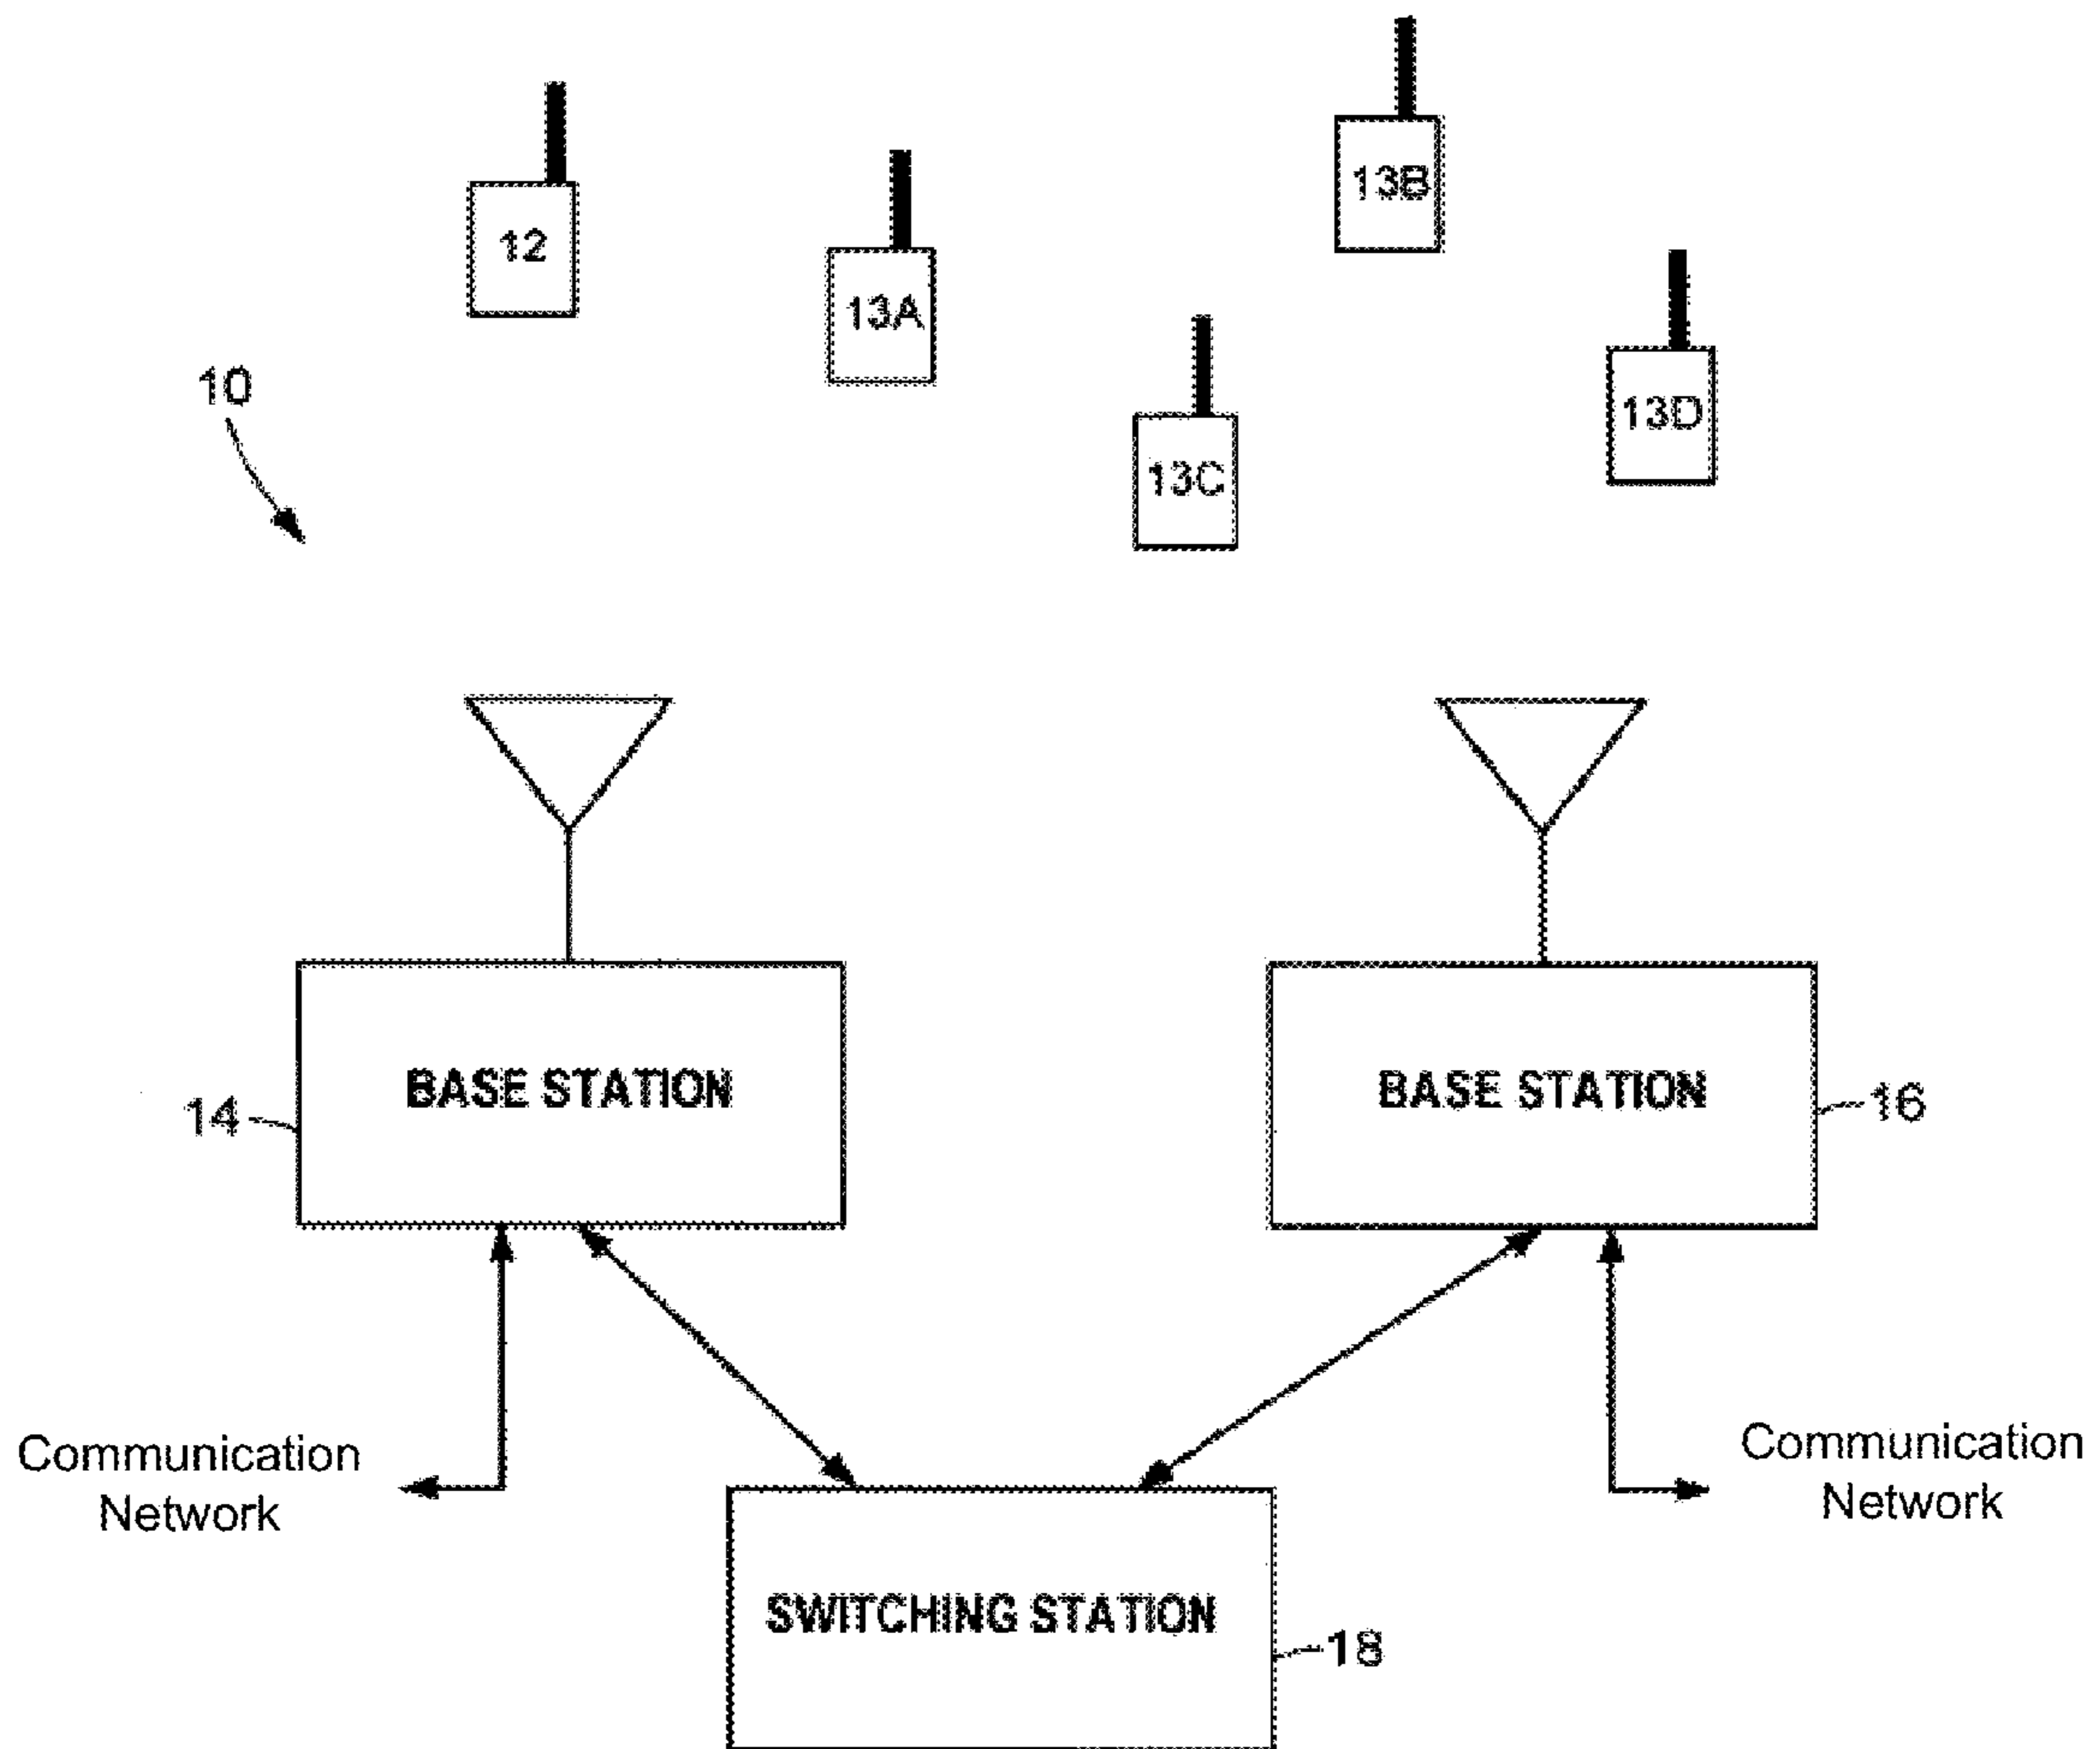 13B
12
13A
10
13D
13C
BASE STATION
BASE STATION
14
16
Communication
Network
Communication
Network
SWITCHING STATION
18